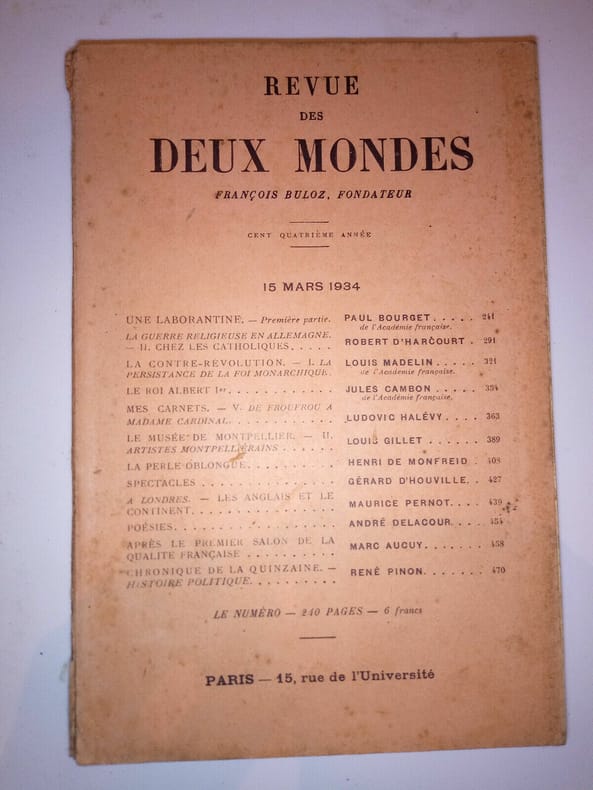 REVUE
DES
DEUX MONDES
FRANÇOIS BULOZ, FONDATEUR
CENT QUATRIÈME ANNÉE
15 MARS 1934
UNE LABORANTINE. — Première partie. PAUL BOURGET. . . . . 241
de l'Académie française.
LA GUERRE RELIGIEUSE EN ALLEMAGNE.
— II. CHEZ LES CATHOLIQUES. . . . . ROBERT D'HARCOURT . 291
LA CONTRE-REVOLUTION. — I. LA LOUIS MADELIN . . . . . 321
PERSISTANCE DE LA FOI MONARCHIQUE. de l'Académie française.
LE ROI ALBERT Ier. . . . . . . . . . . . JULES CAMBON . . . . . 354
de l'Académie française.
MES CARNETS. — V. DE FROUFROU A
MADAME CARDINAL. . . . . . . . . . . . LUDOVIC HALÉVY. . . . 363
LE MUSÉE DE MONTPELLIER. — II.
ARTISTES MONTPELLIÉRAINS . . . . . . . LOUIS GILLET . . . . . . 389
LA PERLE OBLONGUE. . . . . . . . . . HENRI DE MONFREID . 408
SPECTACLES . . . . . . . . . . . . . . GÉRARD D'HOUVILLE. . 427
A LONDRES. — LES ANGLAIS ET LE
CONTINENT. . . . . . . . . . . . . . . MAURICE PERNOT. . . . 439
POÉSIES. . . . . . . . . . . . . . . . ANDRÉ DELACOUR. . . . 454
APRÈS LE PREMIER SALON DE LA
QUALITÉ FRANÇAISE . . . . . . . . . . MARC AUCUY. . . . . . . 458
CHRONIQUE DE LA QUINZAINE. —
HISTOIRE POLITIQUE. . . . . . . . . . RENÉ PINON. . . . . . . 470
LE NUMÉRO — 240 PAGES — 6 francs
PARIS — 15, rue de l'Université